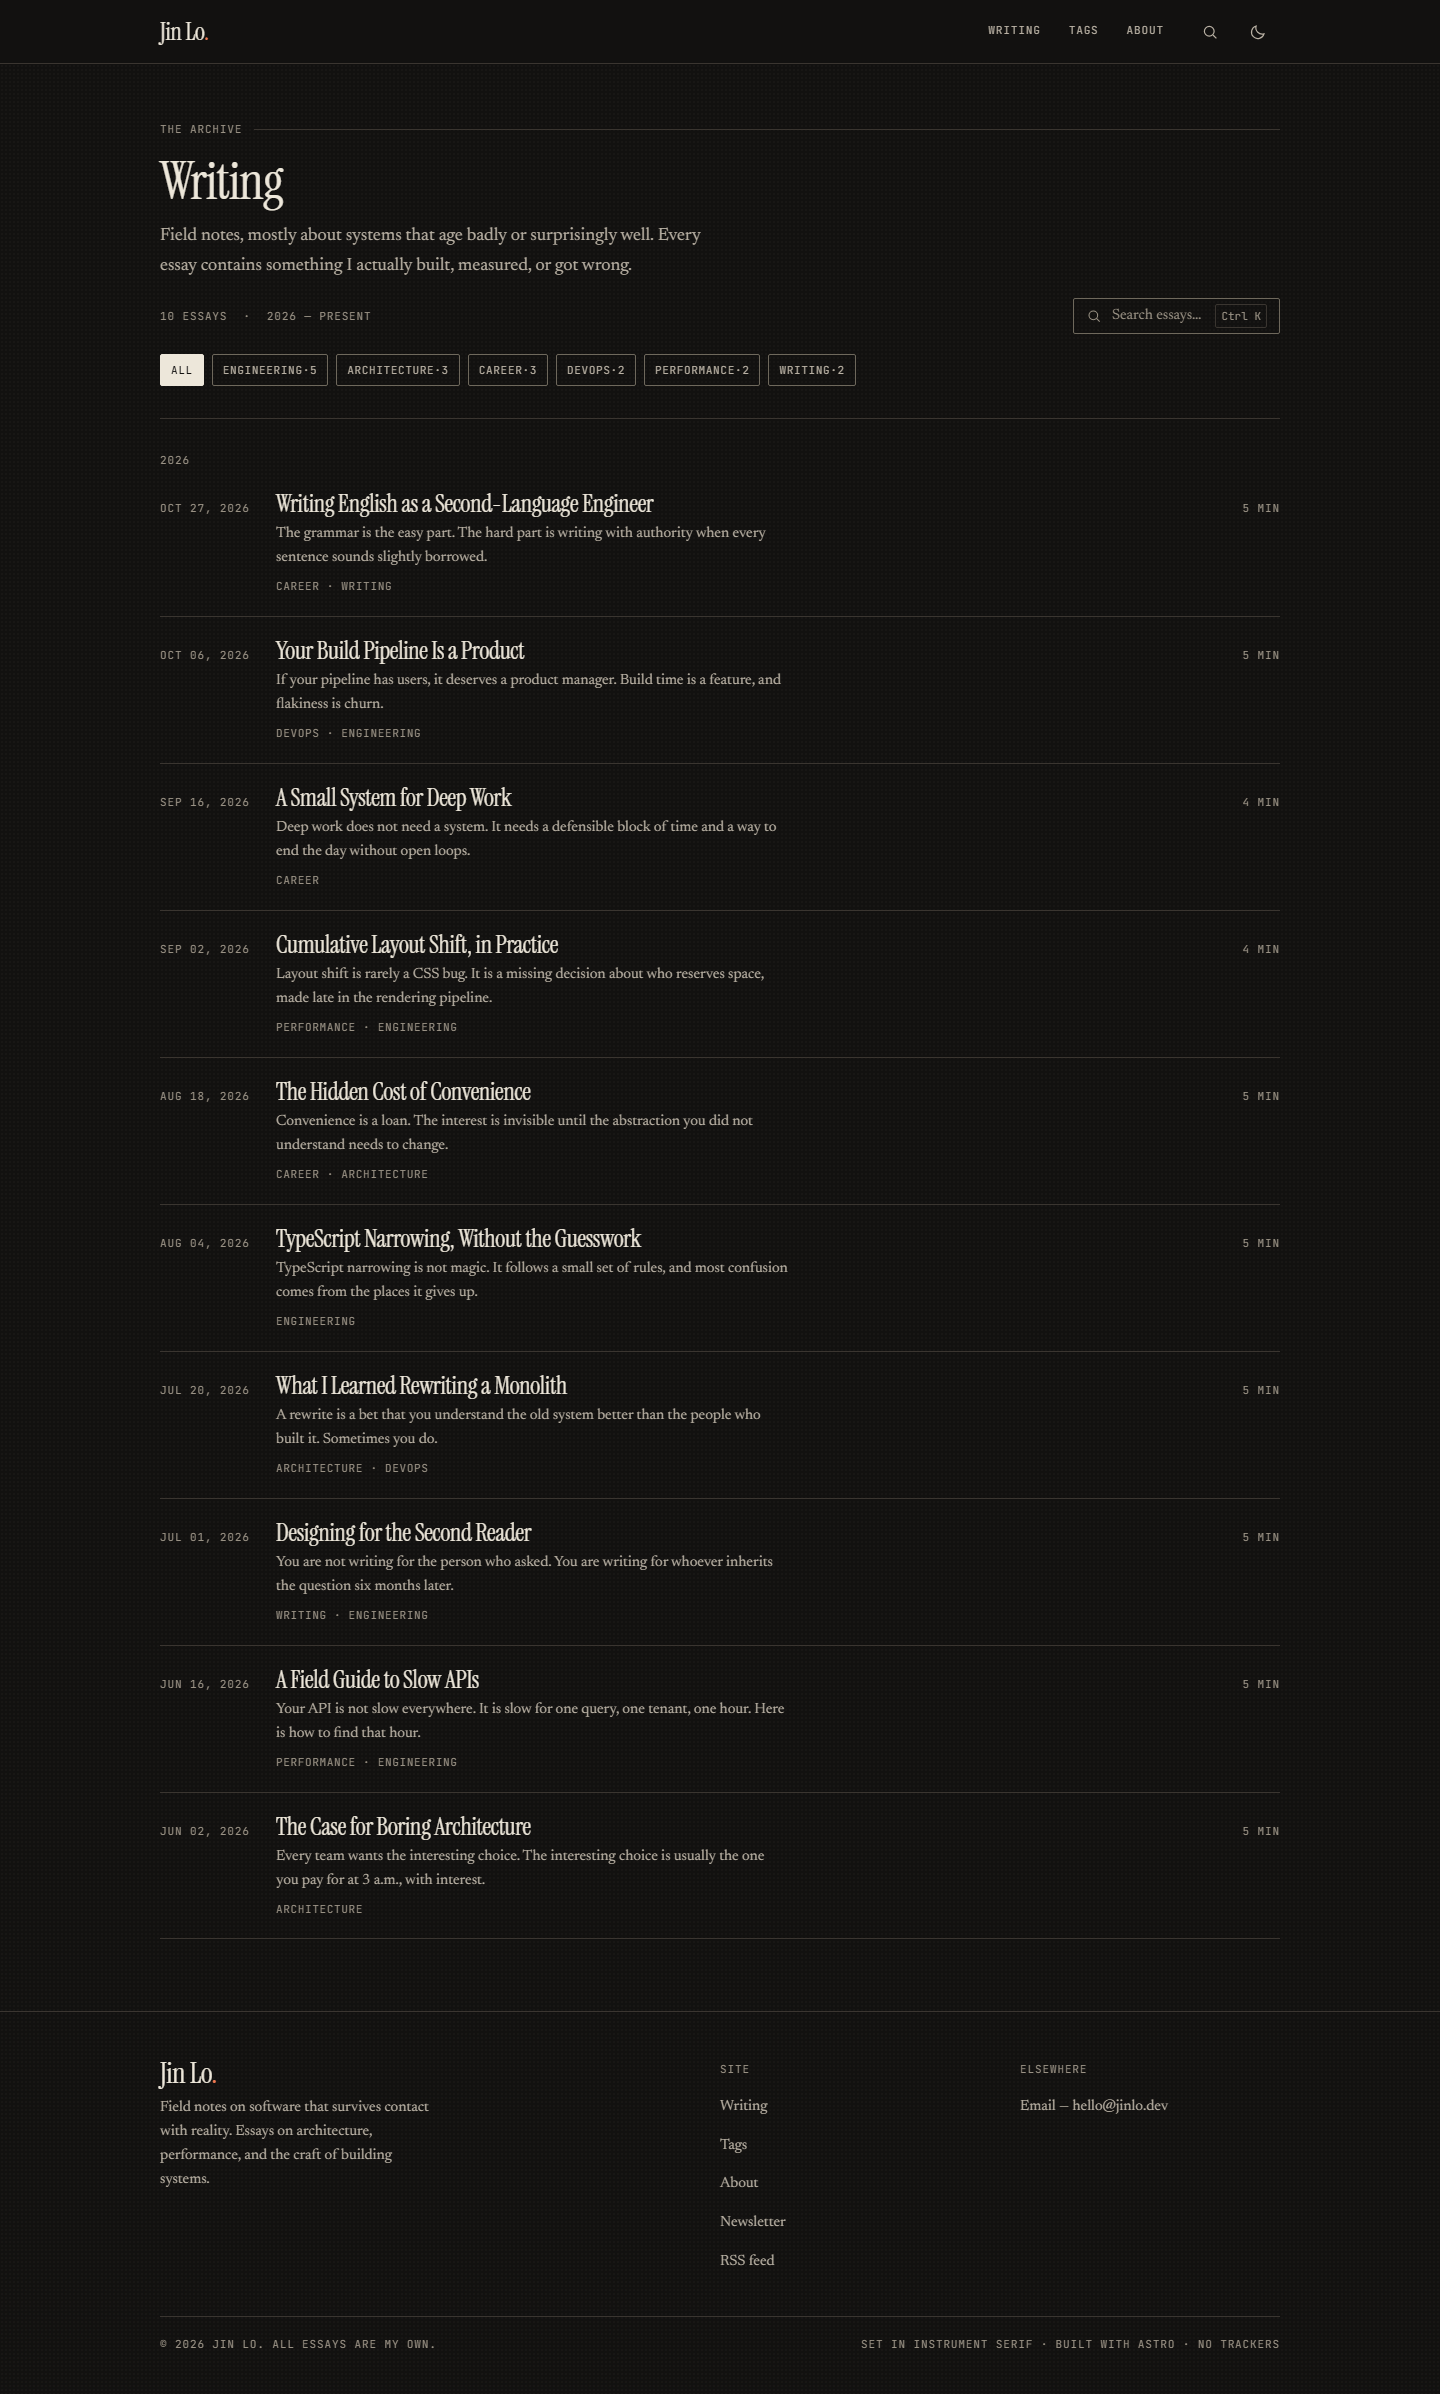 Jin Lo.
WRITING TAGS ABOUT
THE ARCHIVE
Writing
Field notes, mostly about systems that age badly or surprisingly well. Every
essay contains something I actually built, measured, or got wrong.
10 ESSAYS · 2026 — PRESENT
Search essays... Ctrl K
ALL ENGINEERING·5 ARCHITECTURE·3 CAREER·3 DEVOPS·2 PERFORMANCE·2 WRITING·2
2026
OCT 27, 2026 Writing English as a Second-Language Engineer 5 MIN
The grammar is the easy part. The hard part is writing with authority when every
sentence sounds slightly borrowed.
CAREER · WRITING
OCT 06, 2026 Your Build Pipeline Is a Product 5 MIN
If your pipeline has users, it deserves a product manager. Build time is a feature, and
flakiness is churn.
DEVOPS · ENGINEERING
SEP 16, 2026 A Small System for Deep Work 4 MIN
Deep work does not need a system. It needs a defensible block of time and a way to
end the day without open loops.
CAREER
SEP 02, 2026 Cumulative Layout Shift, in Practice 4 MIN
Layout shift is rarely a CSS bug. It is a missing decision about who reserves space,
made late in the rendering pipeline.
PERFORMANCE · ENGINEERING
AUG 18, 2026 The Hidden Cost of Convenience 5 MIN
Convenience is a loan. The interest is invisible until the abstraction you did not
understand needs to change.
CAREER · ARCHITECTURE
AUG 04, 2026 TypeScript Narrowing, Without the Guesswork 5 MIN
TypeScript narrowing is not magic. It follows a small set of rules, and most confusion
comes from the places it gives up.
ENGINEERING
JUL 20, 2026 What I Learned Rewriting a Monolith 5 MIN
A rewrite is a bet that you understand the old system better than the people who
built it. Sometimes you do.
ARCHITECTURE · DEVOPS
JUL 01, 2026 Designing for the Second Reader 5 MIN
You are not writing for the person who asked. You are writing for whoever inherits
the question six months later.
WRITING · ENGINEERING
JUN 16, 2026 A Field Guide to Slow APIs 5 MIN
Your API is not slow everywhere. It is slow for one query, one tenant, one hour. Here
is how to find that hour.
PERFORMANCE · ENGINEERING
JUN 02, 2026 The Case for Boring Architecture 5 MIN
Every team wants the interesting choice. The interesting choice is usually the one
you pay for at 3 a.m., with interest.
ARCHITECTURE
Jin Lo.
Field notes on software that survives contact
with reality. Essays on architecture,
performance, and the craft of building
systems.
SITE
Writing
Tags
About
Newsletter
RSS feed
ELSEWHERE
Email — hello@jinlo.dev
© 2026 JIN LO. ALL ESSAYS ARE MY OWN.
SET IN INSTRUMENT SERIF · BUILT WITH ASTRO · NO TRACKERS